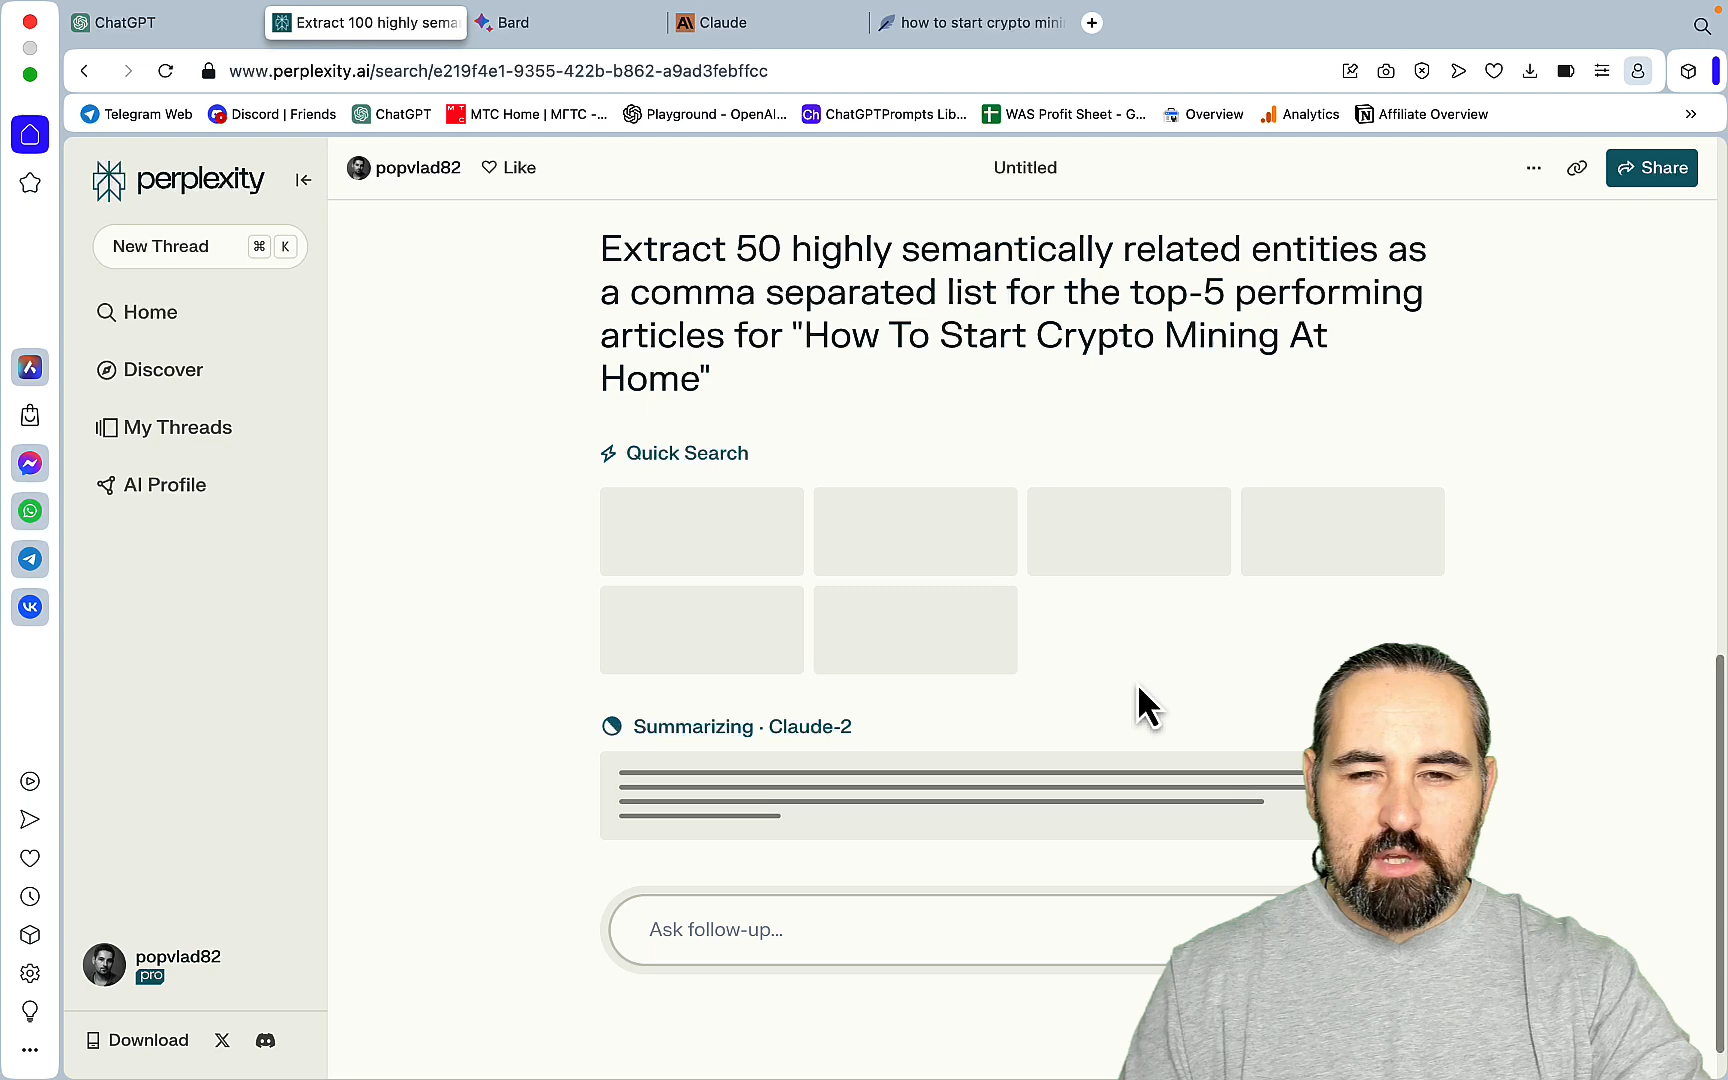 ChatGPT
Extract 100 highly sema
Bard
Claude
how to start crypto mini
www.perplexity.ai/search/e219f4e1-9355-422b-b862-a9ad3febffcc
Telegram Web
Discord | Friends
ChatGPT
МТС Home | МГТС -...
Playground - OpenAI...
Ch
ChatGPTPrompts Lib...
WAS Profit Sheet - G...
Overview
Analytics
Affiliate Overview
perplexity
popvlad82
Like
Untitled
Share
New Thread
⌘ K
Home
Discover
My Threads
AI Profile
Extract 50 highly semantically related entities as
a comma separated list for the top-5 performing
articles for "How To Start Crypto Mining At
Home"
Quick Search
Summarizing · Claude-2
Ask follow-up...
popvlad82
pro
Download